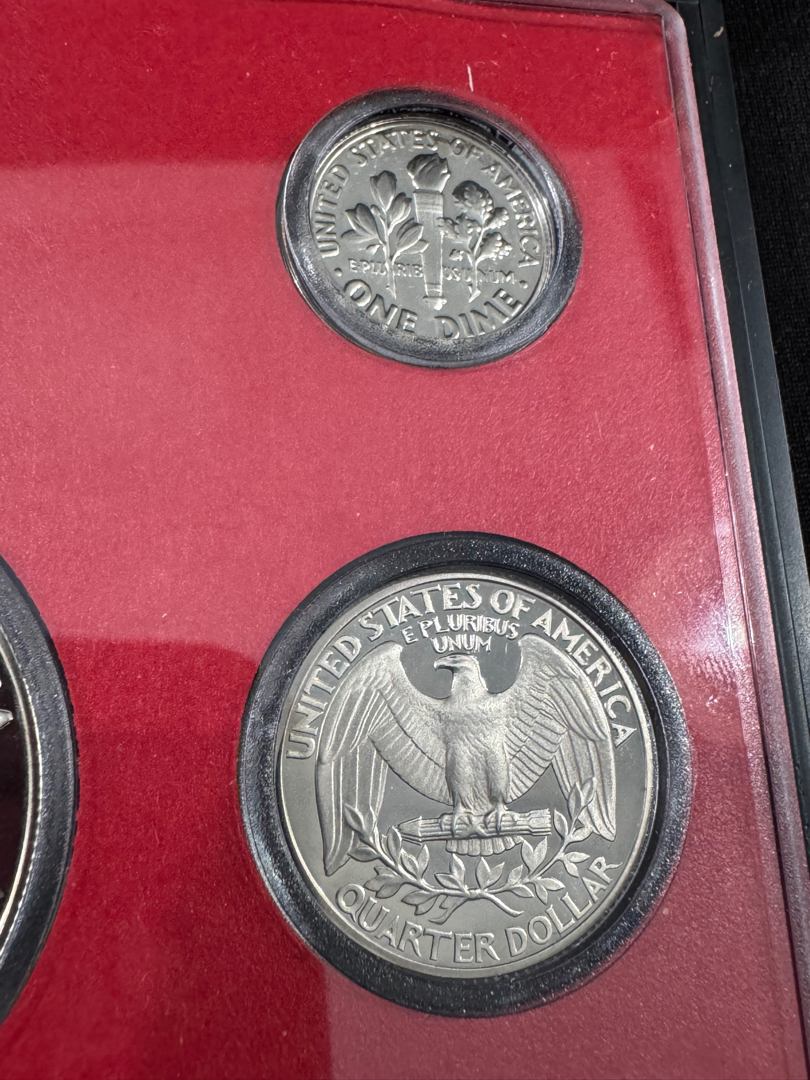 UNITED STATES OF AMERICA
E PLURIBUS UNUM
· ONE DIME ·
UNITED STATES OF AMERICA
E PLURIBUS
UNUM
QUARTER DOLLAR